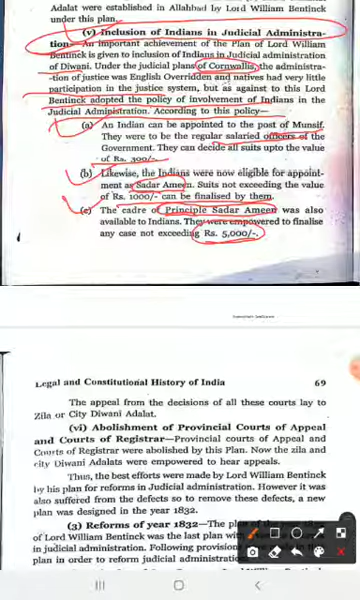 Adalat were established in Allahbad by Lord William Bentinck
under this plan.
(v) Inclusion of Indians in Judicial Administra-
tion— An important achievement of the Plan of Lord William
Bentinck is given to inclusion of Indians in Judicial administration
of Diwani. Under the judicial plans of Cornwallis, the administra-
-tion of justice was English Overridden and natives had very little
participation in the justice system, but as against to this Lord
Bentinck adopted the policy of involvement of Indians in the
Judicial Administration. According to this policy—
(a) An Indian can be appointed to the post of Munsif.
They were to be the regular salaried officers of the
Government. They can decide all suits upto the value
of Rs. 300/-
(b) Likewise, the Indians were now eligible for appoint-
ment as Sadar Ameen. Suits not exceeding the value
of Rs. 1000/- can be finalised by them.
(c) The cadre of Principle Sadar Ameen was also
available to Indians. They were empowered to finalise
any case not exceeding Rs. 5,000/-.
Legal and Constitutional History of India 69
The appeal from the decisions of all these courts lay to
Zila or City Diwani Adalat.
(vi) Abolishment of Provincial Courts of Appeal
and Courts of Registrar—Provincial courts of Appeal and
Courts of Registrar were abolished by this Plan. Now the zila and
city Diwani Adalats were empowered to hear appeals.
Thus, the best efforts were made by Lord William Bentinck
by his plan for reforms in Judicial administration. However it was
also suffered from the defects so to remove these defects, a new
plan was designed in the year 1832.
(3) Reforms of year 1832—The
of Lord William Bentinck was the last plan
in judicial administration. Following provisions
plan in order to reform judicial